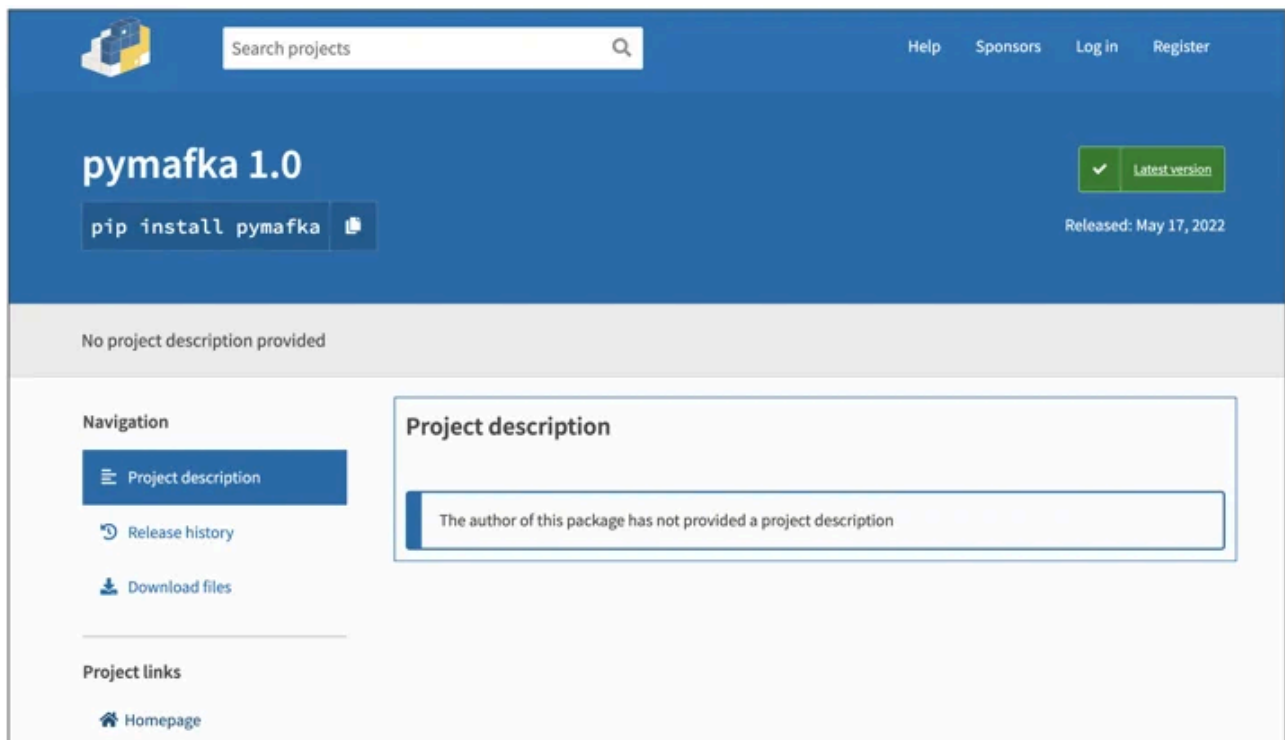 Search projects
Help Sponsors Log in Register
pymafka 1.0
Latest version
pip install pymafka
Released: May 17, 2022
No project description provided
Navigation
Project description
Project description
The author of this package has not provided a project description
Release history
Download files
Project links
Homepage